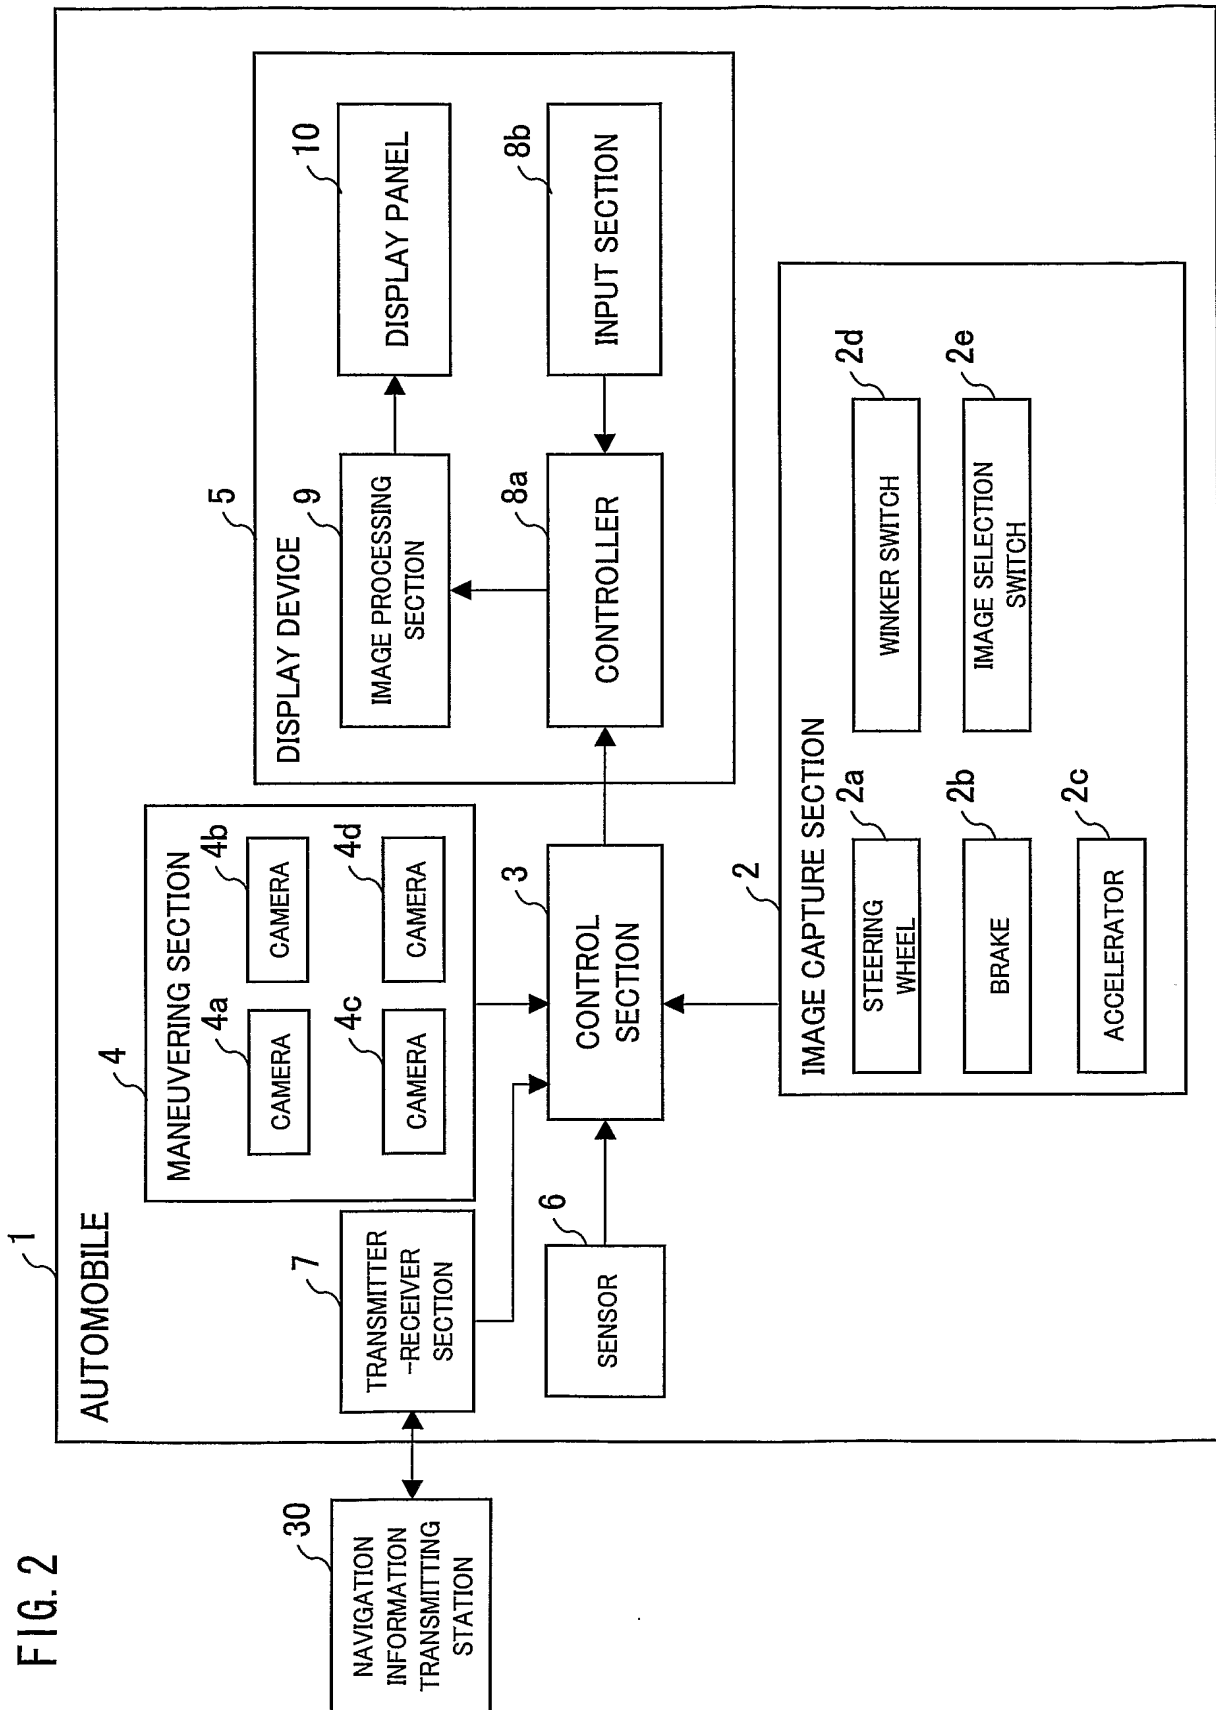 FIG. 2
1
AUTOMOBILE
30
NAVIGATION
INFORMATION
TRANSMITTING
STATION
7
TRANSMITTER
-RECEIVER
SECTION
6
SENSOR
4
MANEUVERING SECTION
4a
CAMERA
4b
CAMERA
4c
CAMERA
4d
CAMERA
3
CONTROL
SECTION
5
DISPLAY DEVICE
9
IMAGE PROCESSING
SECTION
10
DISPLAY PANEL
8a
CONTROLLER
8b
INPUT SECTION
2
IMAGE CAPTURE SECTION
2a
STEERING
WHEEL
2d
WINKER SWITCH
2b
BRAKE
2e
IMAGE SELECTION
SWITCH
2c
ACCELERATOR